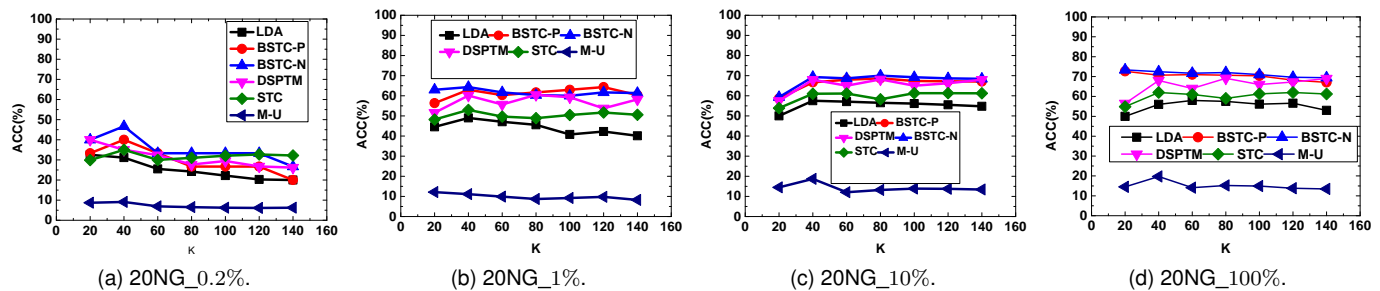 100
90
80
70
60
50
40
30
20
10
0
ACC(%)
0 20 40 60 80 100 120 140 160
K
LDA
BSTC-P
BSTC-N
DSPTM
STC
M-U
(a) 20NG_0.2%.
100
90
80
70
60
50
40
30
20
10
0
ACC(%)
0 20 40 60 80 100 120 140 160
K
LDA BSTC-P BSTC-N
DSPTM STC M-U
(b) 20NG_1%.
100
90
80
70
60
50
40
30
20
10
0
ACC(%)
0 20 40 60 80 100 120 140 160
K
LDA BSTC-P
DSPTM BSTC-N
STC M-U
(c) 20NG_10%.
100
90
80
70
60
50
40
30
20
10
0
ACC(%)
0 20 40 60 80 100 120 140 160
K
LDA BSTC-P BSTC-N
DSPTM STC M-U
(d) 20NG_100%.